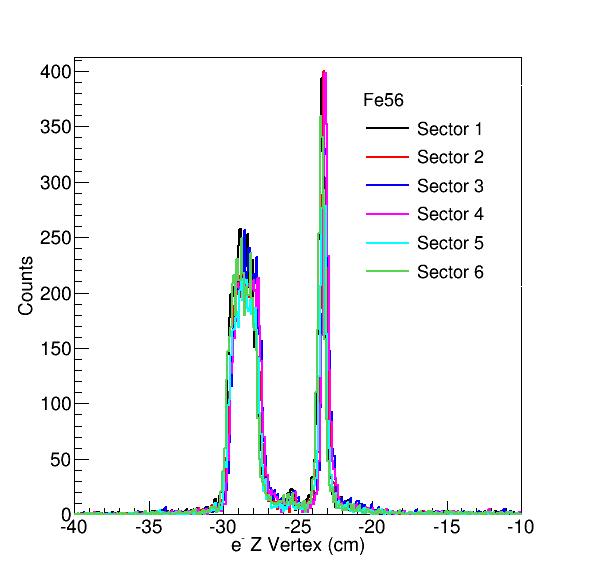 Fe56
Sector 1
Sector 2
Sector 3
Sector 4
Sector 5
Sector 6
Counts
400
350
300
250
200
150
100
50
0
-40 -35 -30 -25 -20 -15 -10
e- Z Vertex (cm)